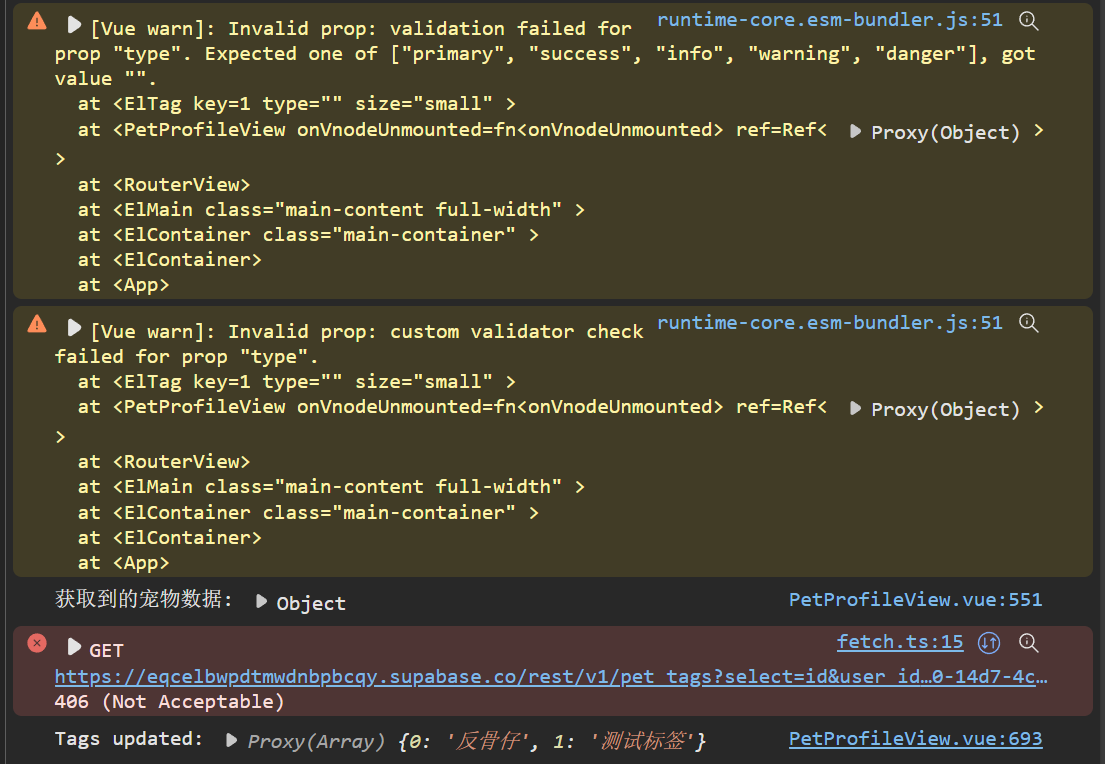 [Vue warn]: Invalid prop: validation failed for runtime-core.esm-bundler.js:51
prop "type". Expected one of ["primary", "success", "info", "warning", "danger"], got
value "".
at <ElTag key=1 type="" size="small" >
at <PetProfileView onVnodeUnmounted=fn<onVnodeUnmounted> ref=Ref< Proxy(Object) >
>
at <RouterView>
at <ElMain class="main-content full-width" >
at <ElContainer class="main-container" >
at <ElContainer>
at <App>
[Vue warn]: Invalid prop: custom validator check runtime-core.esm-bundler.js:51
failed for prop "type".
at <ElTag key=1 type="" size="small" >
at <PetProfileView onVnodeUnmounted=fn<onVnodeUnmounted> ref=Ref< Proxy(Object) >
>
at <RouterView>
at <ElMain class="main-content full-width" >
at <ElContainer class="main-container" >
at <ElContainer>
at <App>
获取到的宠物数据: Object PetProfileView.vue:551
GET fetch.ts:15
https://eqcelbwpdtmwdnbpbcqy.supabase.co/rest/v1/pet_tags?select=id&user_id…0-14d7-4c…
406 (Not Acceptable)
Tags updated: Proxy(Array) {0: '反骨仔', 1: '测试标签'} PetProfileView.vue:693